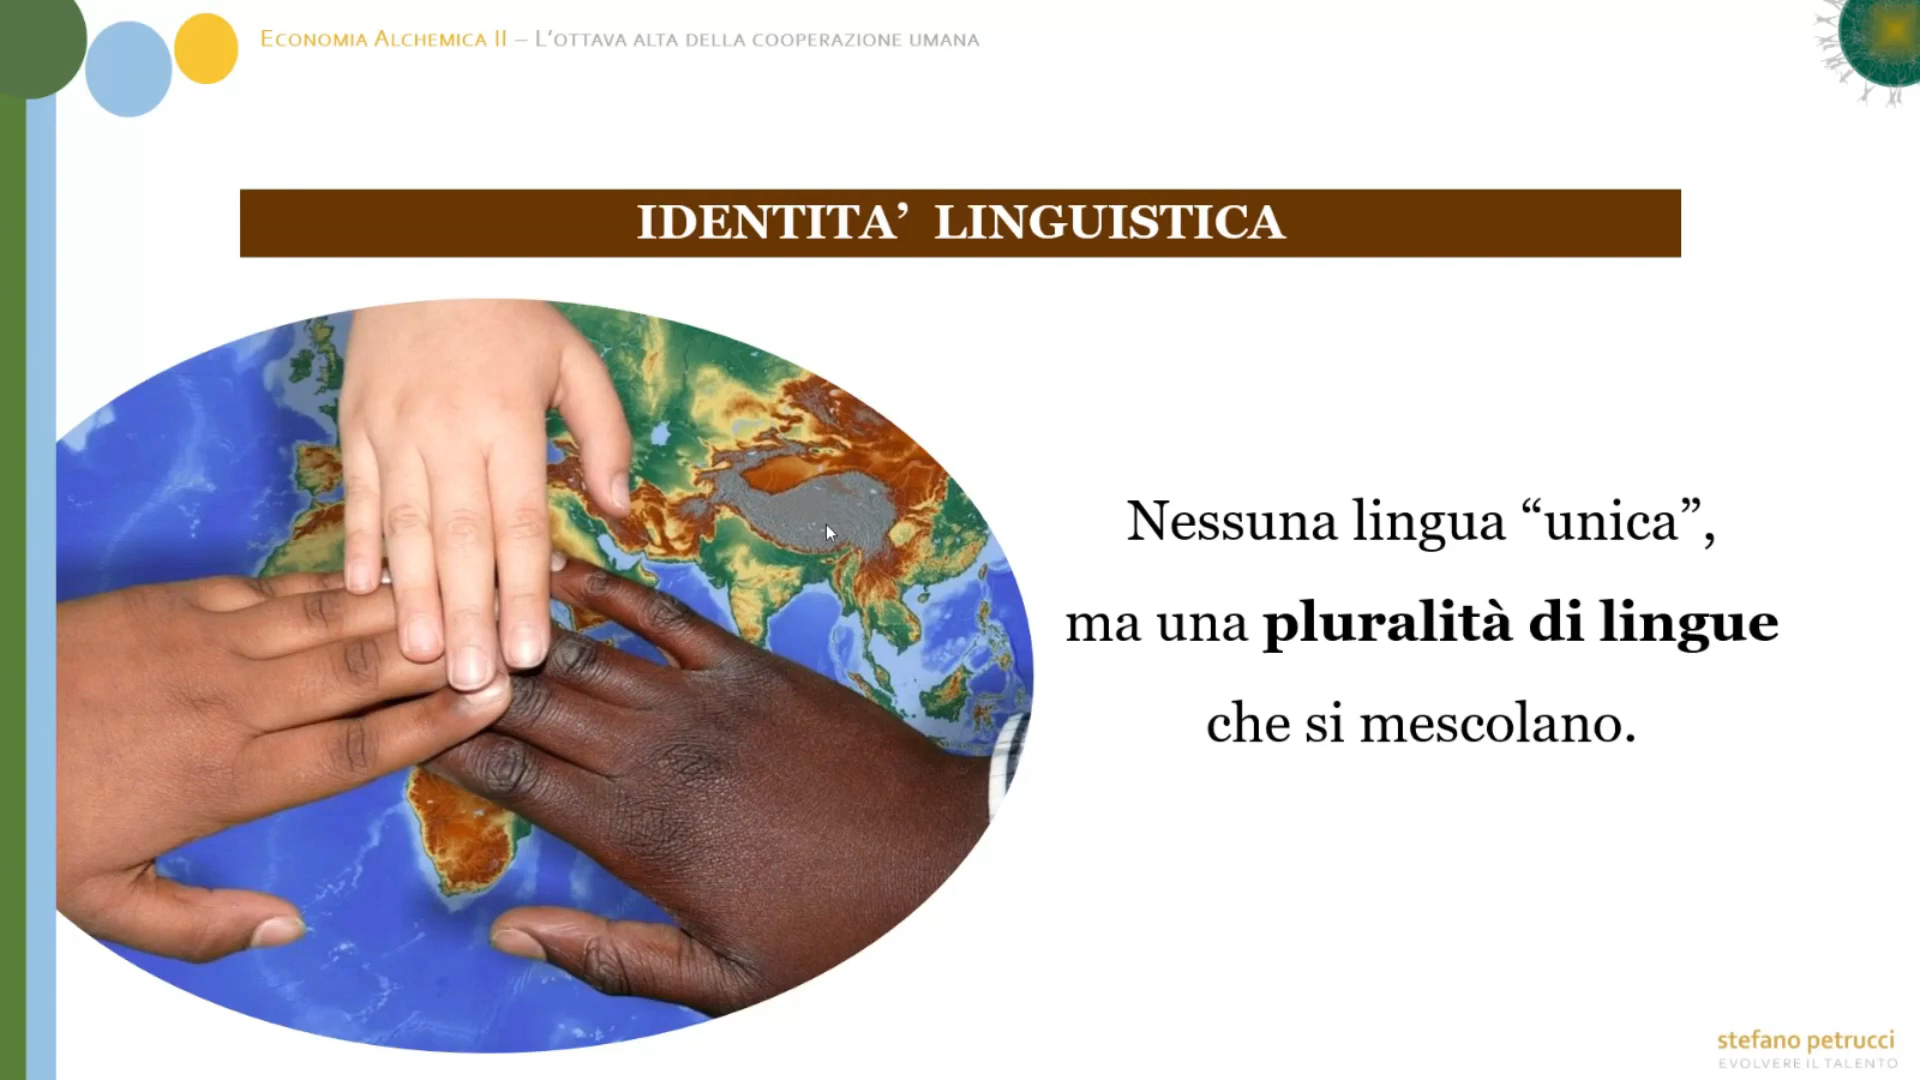 ECONOMIA ALCHEMICA II – L'OTTAVA ALTA DELLA COOPERAZIONE UMANA
IDENTITA’ LINGUISTICA
Nessuna lingua “unica”,
ma una pluralità di lingue
che si mescolano.
stefano petrucci
EVOLVERE IL TALENTO